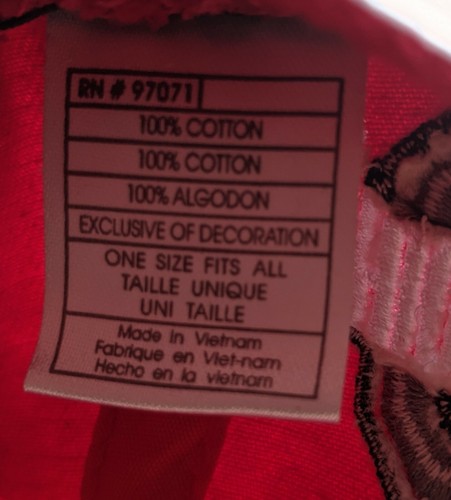 RN # 97071
100% COTTON
100% COTTON
100% ALGODON
EXCLUSIVE OF DECORATION
ONE SIZE FITS ALL
TAILLE UNIQUE
UNI TAILLE
Made in Vietnam
Fabrique en Viet-nam
Hecho en la vietnam